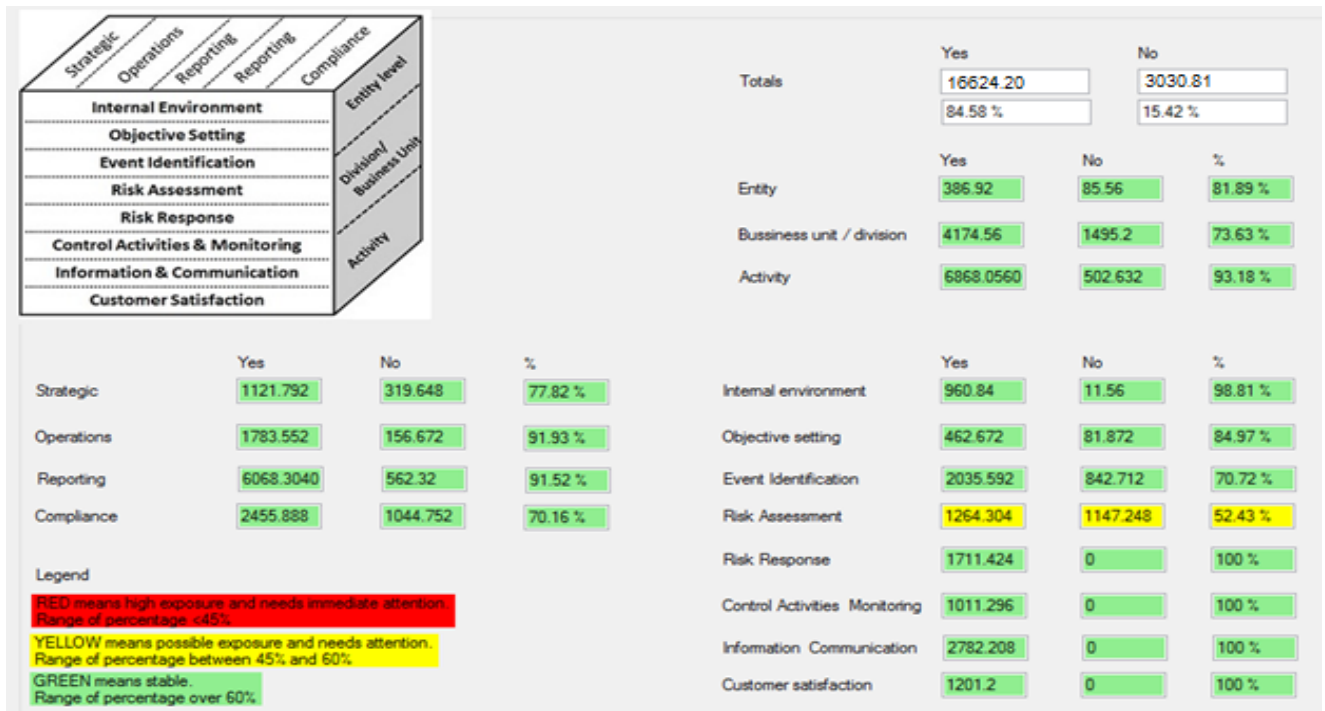 Strategic
Operations
Reporting
Reporting
Compliance
Internal Environment
Objective Setting
Event Identification
Risk Assessment
Risk Response
Control Activities & Monitoring
Information & Communication
Customer Satisfaction
Entity level
Division/
Business Unit
Activity
Yes No
Totals 16624.20 3030.81
84.58 % 15.42 %
Yes No %
Entity 386.92 85.56 81.89 %
Bussiness unit / division 4174.56 1495.2 73.63 %
Activity 6868.0560 502.632 93.18 %
Yes No %
Strategic 1121.792 319.648 77.82 %
Operations 1783.552 156.672 91.93 %
Reporting 6068.3040 562.32 91.52 %
Compliance 2455.888 1044.752 70.16 %
Legend
RED means high exposure and needs immediate attention.
Range of percentage <45%
YELLOW means possible exposure and needs attention.
Range of percentage between 45% and 60%
GREEN means stable.
Range of percentage over 60%
Yes No %
Internal environment 960.84 11.56 98.81 %
Objective setting 462.672 81.872 84.97 %
Event Identification 2035.592 842.712 70.72 %
Risk Assessment 1264.304 1147.248 52.43 %
Risk Response 1711.424 0 100 %
Control Activities Monitoring 1011.296 0 100 %
Information Communication 2782.208 0 100 %
Customer satisfaction 1201.2 0 100 %